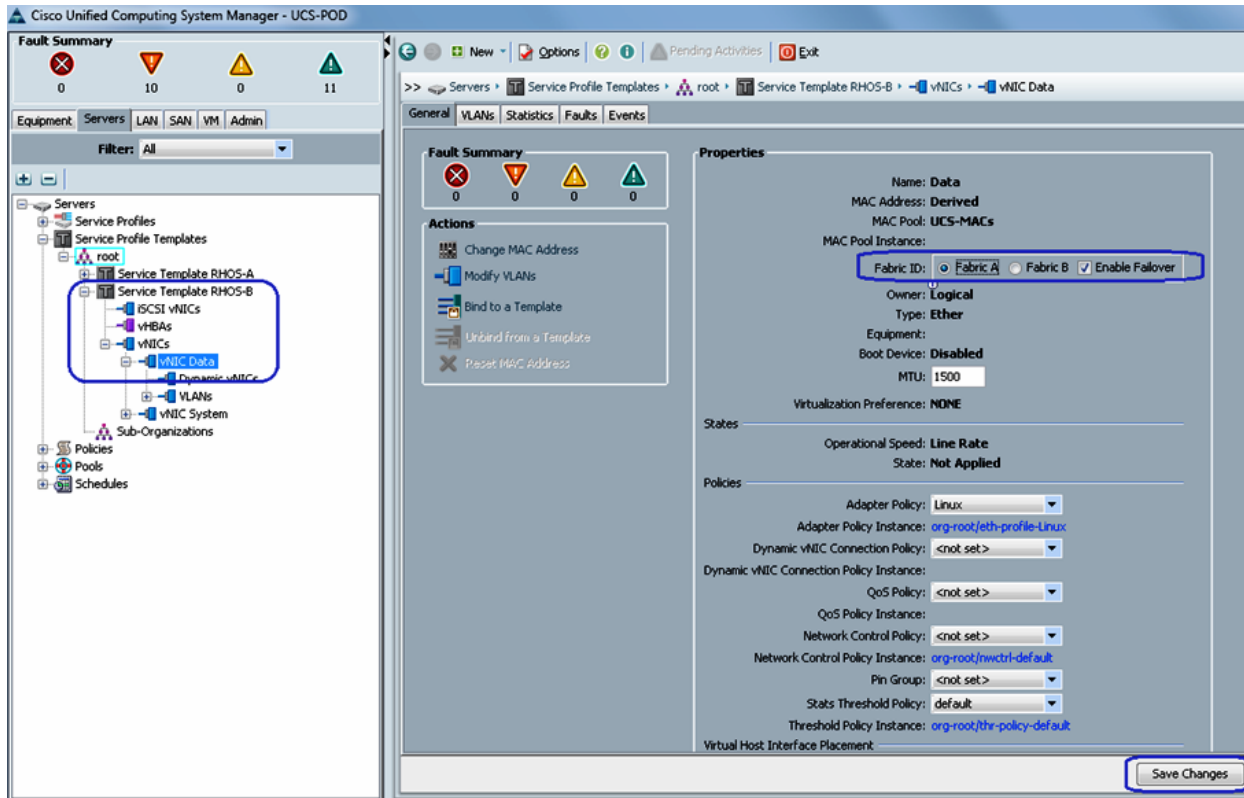 Cisco Unified Computing System Manager - UCS-POD
Fault Summary
0 10 0 11
Equipment Servers LAN SAN VM Admin
Filter: All
Servers
Service Profiles
Service Profile Templates
root
Service Template RHOS-A
Service Template RHOS-B
iSCSI vNICs
vHBAs
vNICs
vNIC Data
Dynamic vNICs
VLANs
vNIC System
Sub-Organizations
Policies
Pools
Schedules
New Options Pending Activities Exit
>> Servers Service Profile Templates root Service Template RHOS-B vNICs vNIC Data
General VLANs Statistics Faults Events
Fault Summary
0 0 0 0
Actions
Change MAC Address
Modify VLANs
Bind to a Template
Unbind from a Template
Reset MAC Address
Properties
Name: Data
MAC Address: Derived
MAC Pool: UCS-MACs
MAC Pool Instance:
Fabric ID: Fabric A Fabric B Enable Failover
Owner: Logical
Type: Ether
Equipment:
Boot Device: Disabled
MTU: 1500
Virtualization Preference: NONE
States
Operational Speed: Line Rate
State: Not Applied
Policies
Adapter Policy: Linux
Adapter Policy Instance: org-root/eth-profile-Linux
Dynamic vNIC Connection Policy: <not set>
Dynamic vNIC Connection Policy Instance:
QoS Policy: <not set>
QoS Policy Instance:
Network Control Policy: <not set>
Network Control Policy Instance: org-root/nwctrl-default
Pin Group: <not set>
Stats Threshold Policy: default
Threshold Policy Instance: org-root/thr-policy-default
Virtual Host Interface Placement
Save Changes